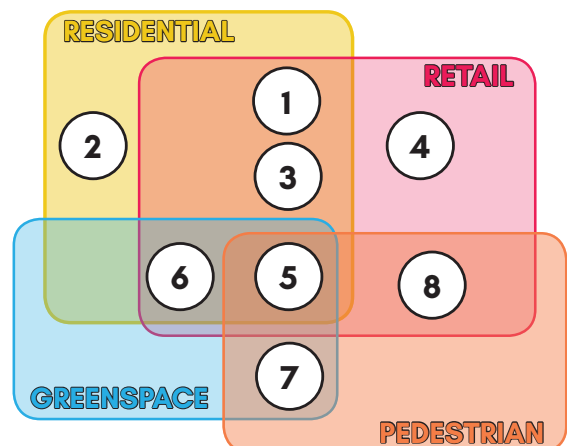 RESIDENTIAL
RETAIL
1
2
4
3
6
5
8
7
GREENSPACE
PEDESTRIAN